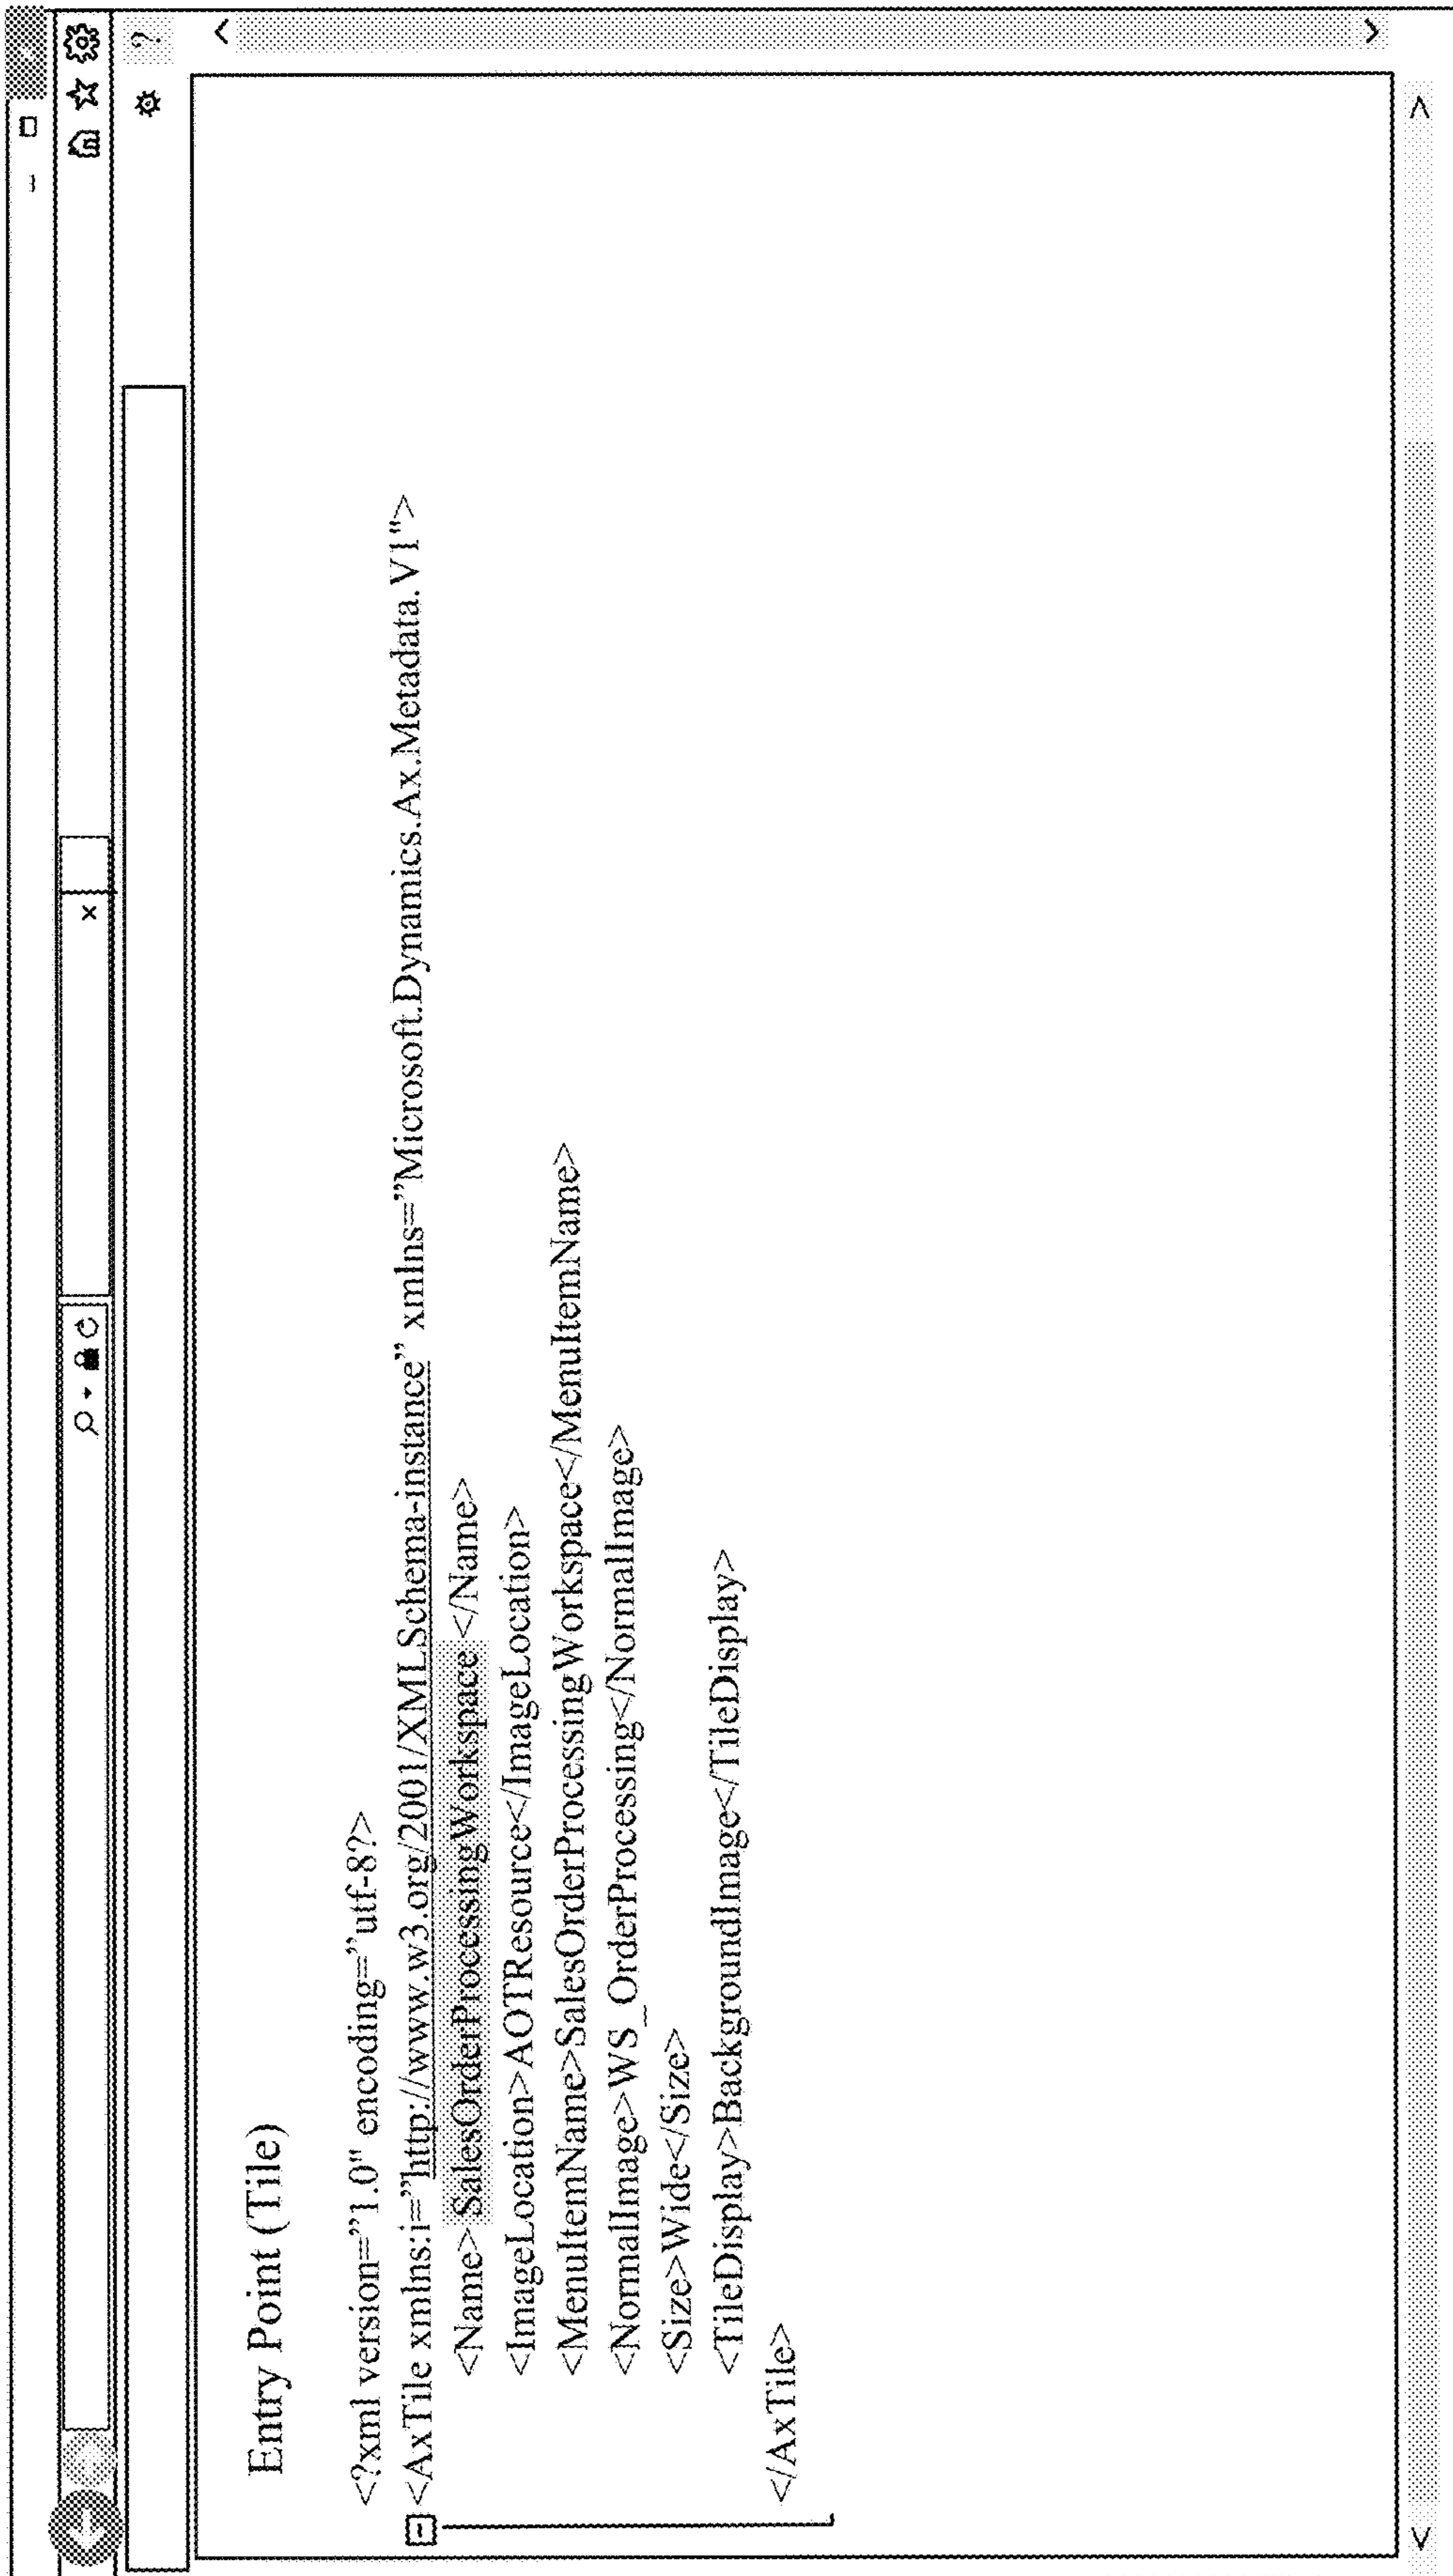 ?
Entry Point (Tile)
<?xml version=”1.0" encoding=”utf-8?>
<AxTile xmlns:i=”http://www.w3.org/2001/XMLSchema-instance” xmlns=”Microsoft.Dynamics.Ax.Metadata.V1">
<Name>SalesOrderProcessingWorkspace</Name>
<ImageLocation>AOTResource</ImageLocation>
<MenuItemName>SalesOrderProcessingWorkspace</MenuItemName>
<NormalImage>WS_OrderProcessing</NormalImage>
<Size>Wide</Size>
<TileDisplay>BackgroundImage</TileDisplay>
</AxTile>